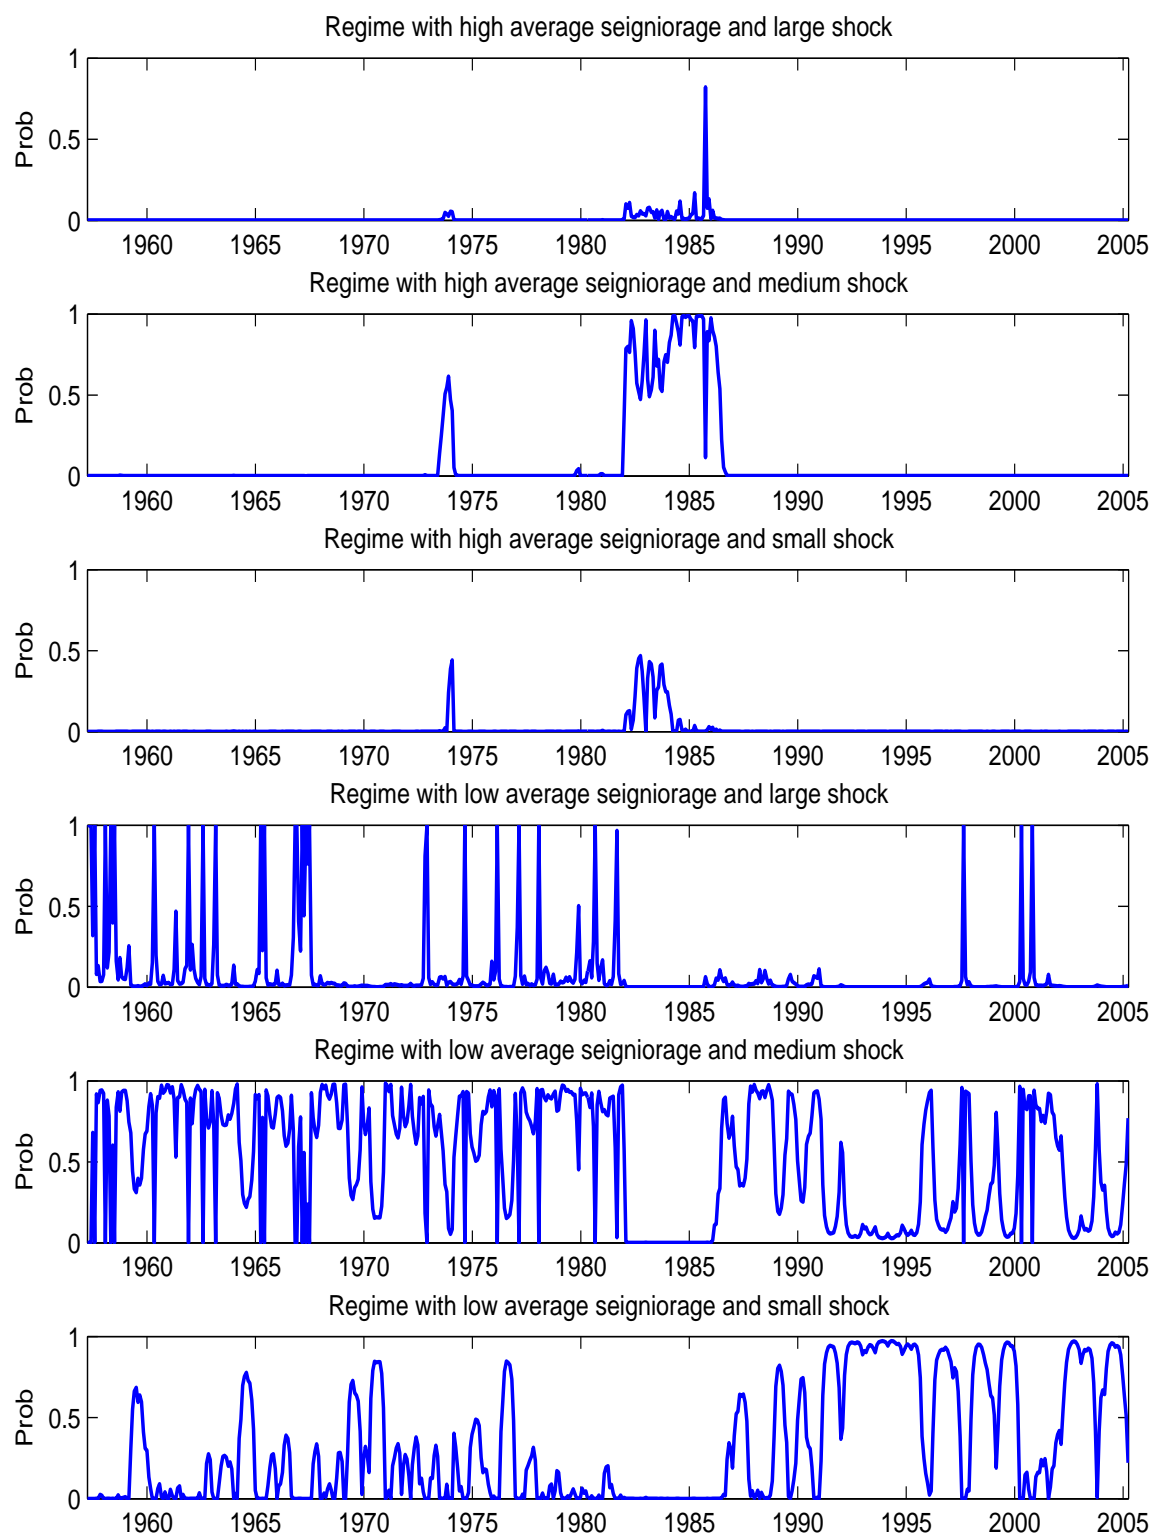 Regime with high average seigniorage and large shock
1
0.5
0
Prob
1960 1965 1970 1975 1980 1985 1990 1995 2000 2005
Regime with high average seigniorage and medium shock
1
0.5
0
Prob
1960 1965 1970 1975 1980 1985 1990 1995 2000 2005
Regime with high average seigniorage and small shock
1
0.5
0
Prob
1960 1965 1970 1975 1980 1985 1990 1995 2000 2005
Regime with low average seigniorage and large shock
1
0.5
0
Prob
1960 1965 1970 1975 1980 1985 1990 1995 2000 2005
Regime with low average seigniorage and medium shock
1
0.5
0
Prob
1960 1965 1970 1975 1980 1985 1990 1995 2000 2005
Regime with low average seigniorage and small shock
1
0.5
0
Prob
1960 1965 1970 1975 1980 1985 1990 1995 2000 2005